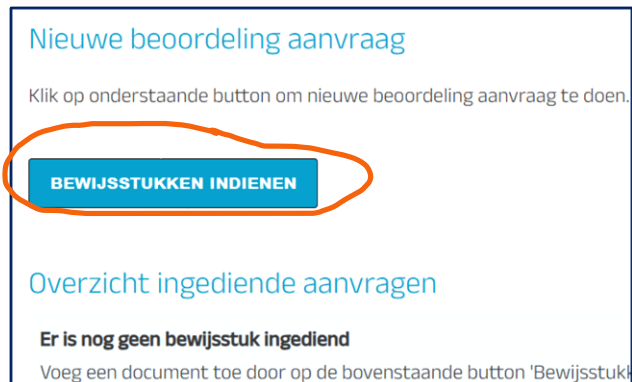 Nieuwe beoordeling aanvraag
Klik op onderstaande button om nieuwe beoordeling aanvraag te doen.
BEWIJSSTUKKEN INDIENEN
Overzicht ingediende aanvragen
Er is nog geen bewijsstuk ingediend
Voeg een document toe door op de bovenstaande button 'Bewijsstukk